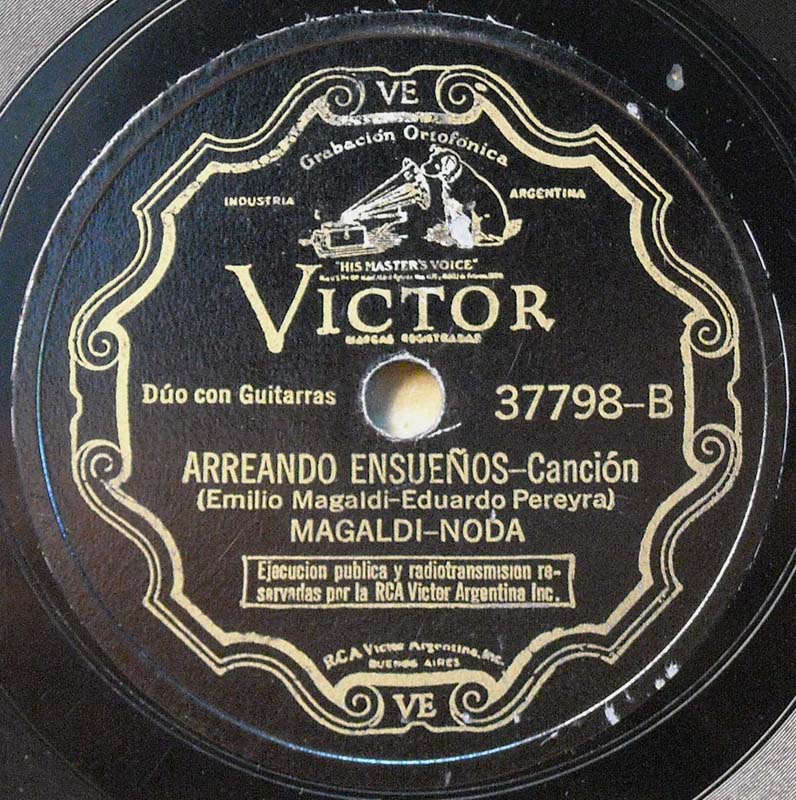 VE
Grabación Ortofónica
INDUSTRIA ARGENTINA
"HIS MASTER'S VOICE"
VICTOR
MARCAS REGISTRADAS
Dúo con Guitarras 37798-B
ARREANDO ENSUEÑOS-Canción
(Emilio Magaldi-Eduardo Pereyra)
MAGALDI-NODA
Ejecucion publica y radiotransmision re-
servadas por la RCA Victor Argentina Inc.
RCA Victor Argentina, Inc.
BUENOS AIRES
VE